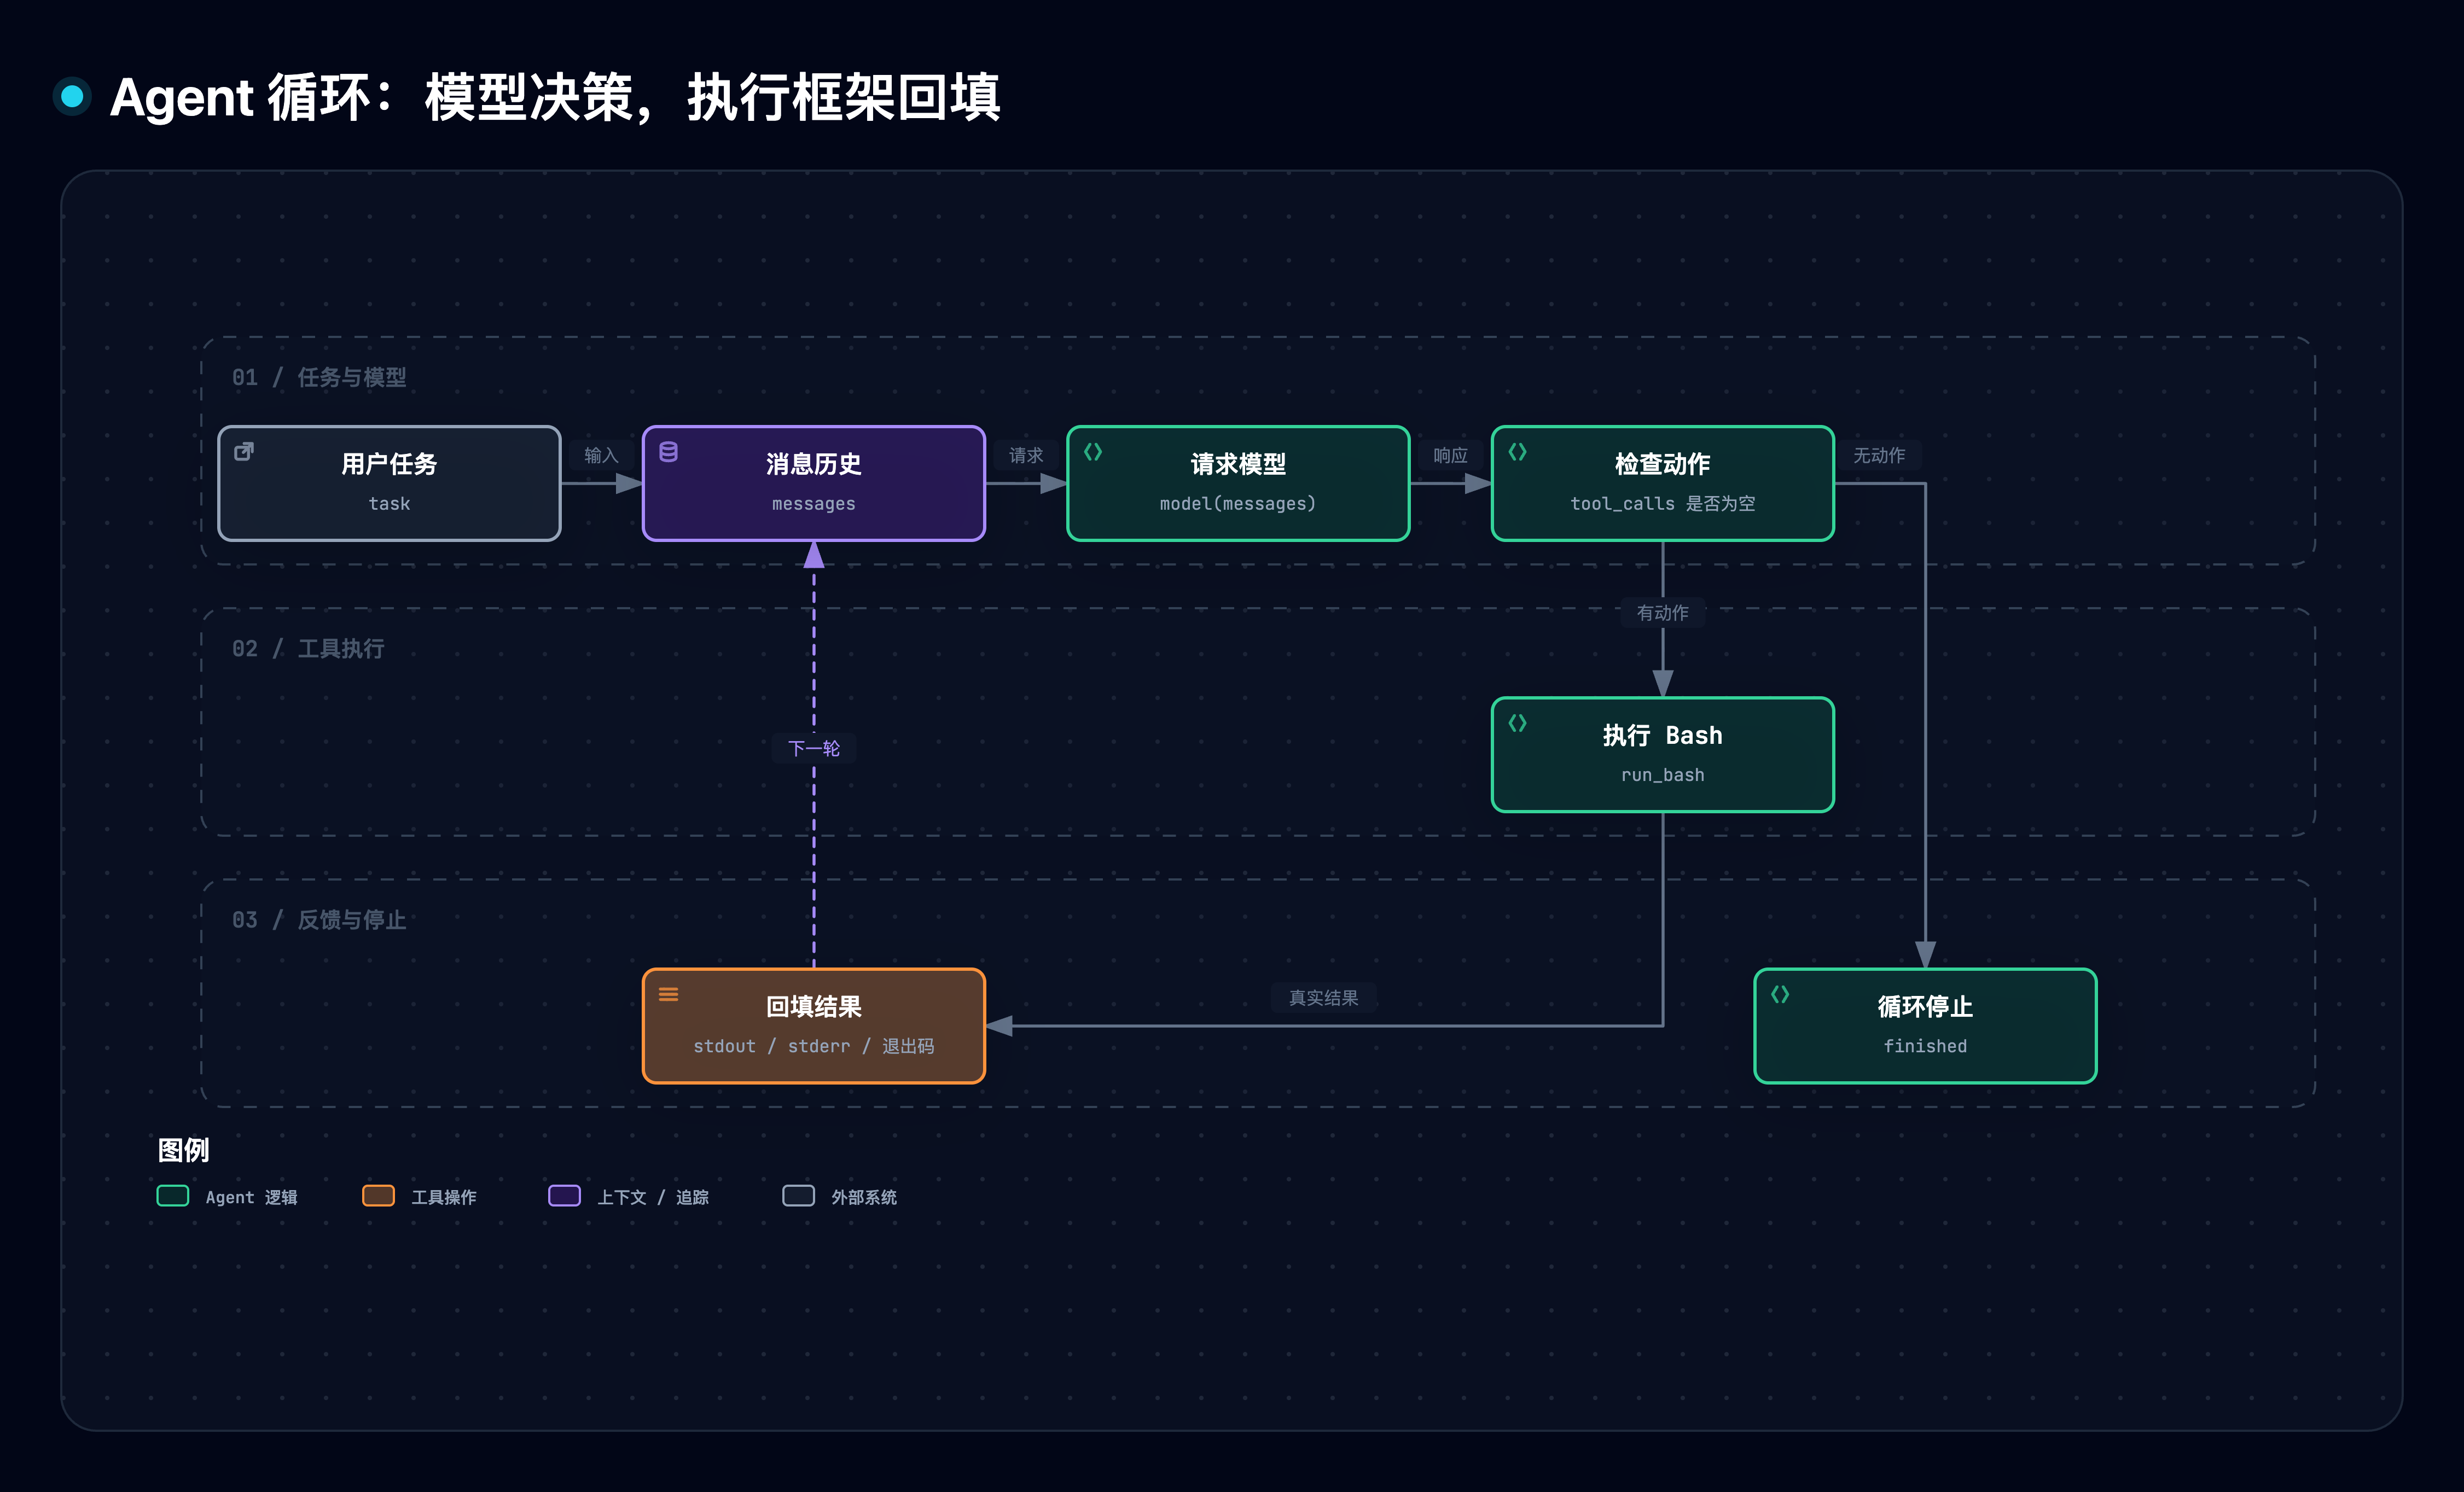 Agent 循环：模型决策，执行框架回填
01 / 任务与模型
用户任务
task
输入
消息历史
messages
请求
请求模型
model(messages)
响应
检查动作
tool_calls 是否为空
无动作
有动作
02 / 工具执行
执行 Bash
run_bash
下一轮
03 / 反馈与停止
回填结果
stdout / stderr / 退出码
真实结果
循环停止
finished
图例
Agent 逻辑
工具操作
上下文 / 追踪
外部系统